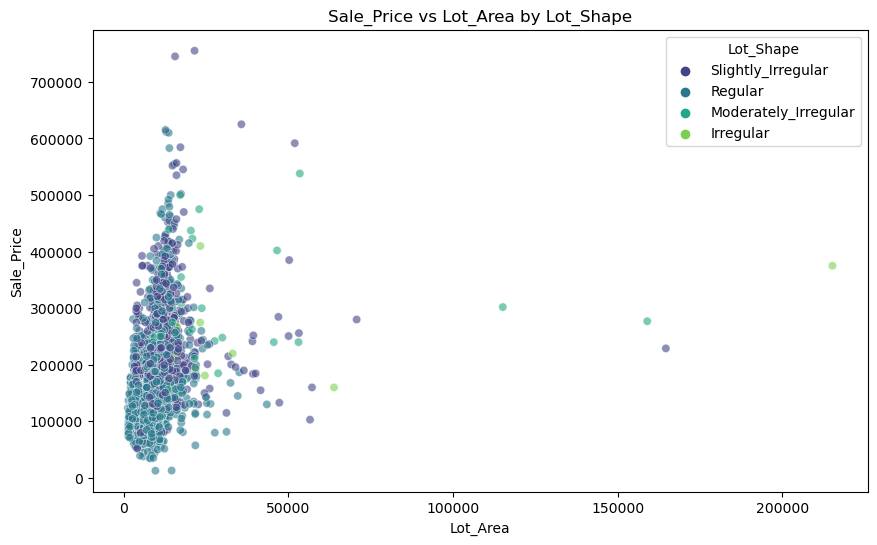 Sale_Price vs Lot_Area by Lot_Shape
Lot_Shape
Slightly_Irregular
Regular
Moderately_Irregular
Irregular
Sale_Price
700000
600000
500000
400000
300000
200000
100000
0
0
50000
100000
150000
200000
Lot_Area